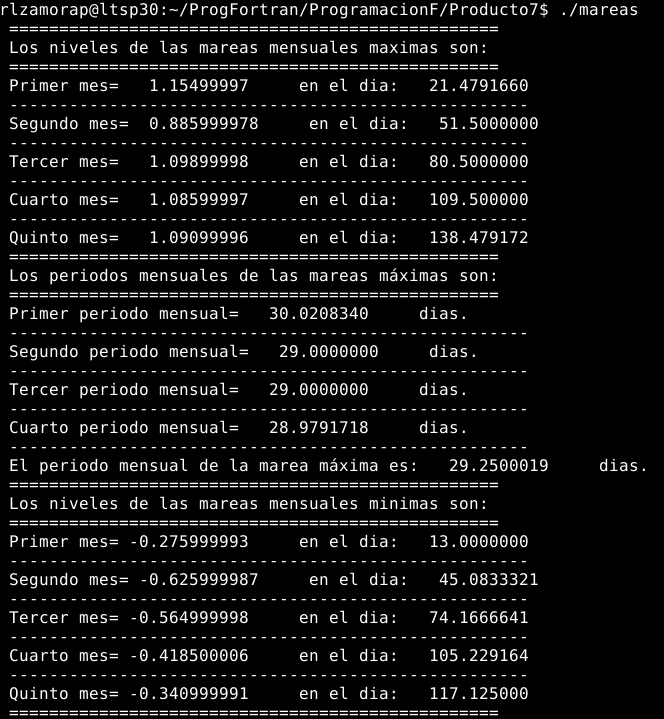 rlzamorap@ltsp30:~/ProgFortran/ProgramacionF/Producto7$ ./mareas
=================================================
Los niveles de las mareas mensuales maximas son:
=================================================
Primer mes=   1.15499997     en el dia:   21.4791660
----------------------------------------------------
Segundo mes=  0.885999978     en el dia:   51.5000000
----------------------------------------------------
Tercer mes=   1.09899998     en el dia:   80.5000000
----------------------------------------------------
Cuarto mes=   1.08599997     en el dia:   109.500000
----------------------------------------------------
Quinto mes=   1.09099996     en el dia:   138.479172
=================================================
Los periodos mensuales de las mareas máximas son:
=================================================
Primer periodo mensual=   30.0208340     dias.
----------------------------------------------------
Segundo periodo mensual=   29.0000000     dias.
----------------------------------------------------
Tercer periodo mensual=   29.0000000     dias.
----------------------------------------------------
Cuarto periodo mensual=   28.9791718     dias.
----------------------------------------------------
El periodo mensual de la marea máxima es:   29.2500019     dias.
=================================================
Los niveles de las mareas mensuales minimas son:
=================================================
Primer mes= -0.275999993     en el dia:   13.0000000
----------------------------------------------------
Segundo mes= -0.625999987     en el dia:   45.0833321
----------------------------------------------------
Tercer mes= -0.564999998     en el dia:   74.1666641
----------------------------------------------------
Cuarto mes= -0.418500006     en el dia:   105.229164
----------------------------------------------------
Quinto mes= -0.340999991     en el dia:   117.125000
=================================================